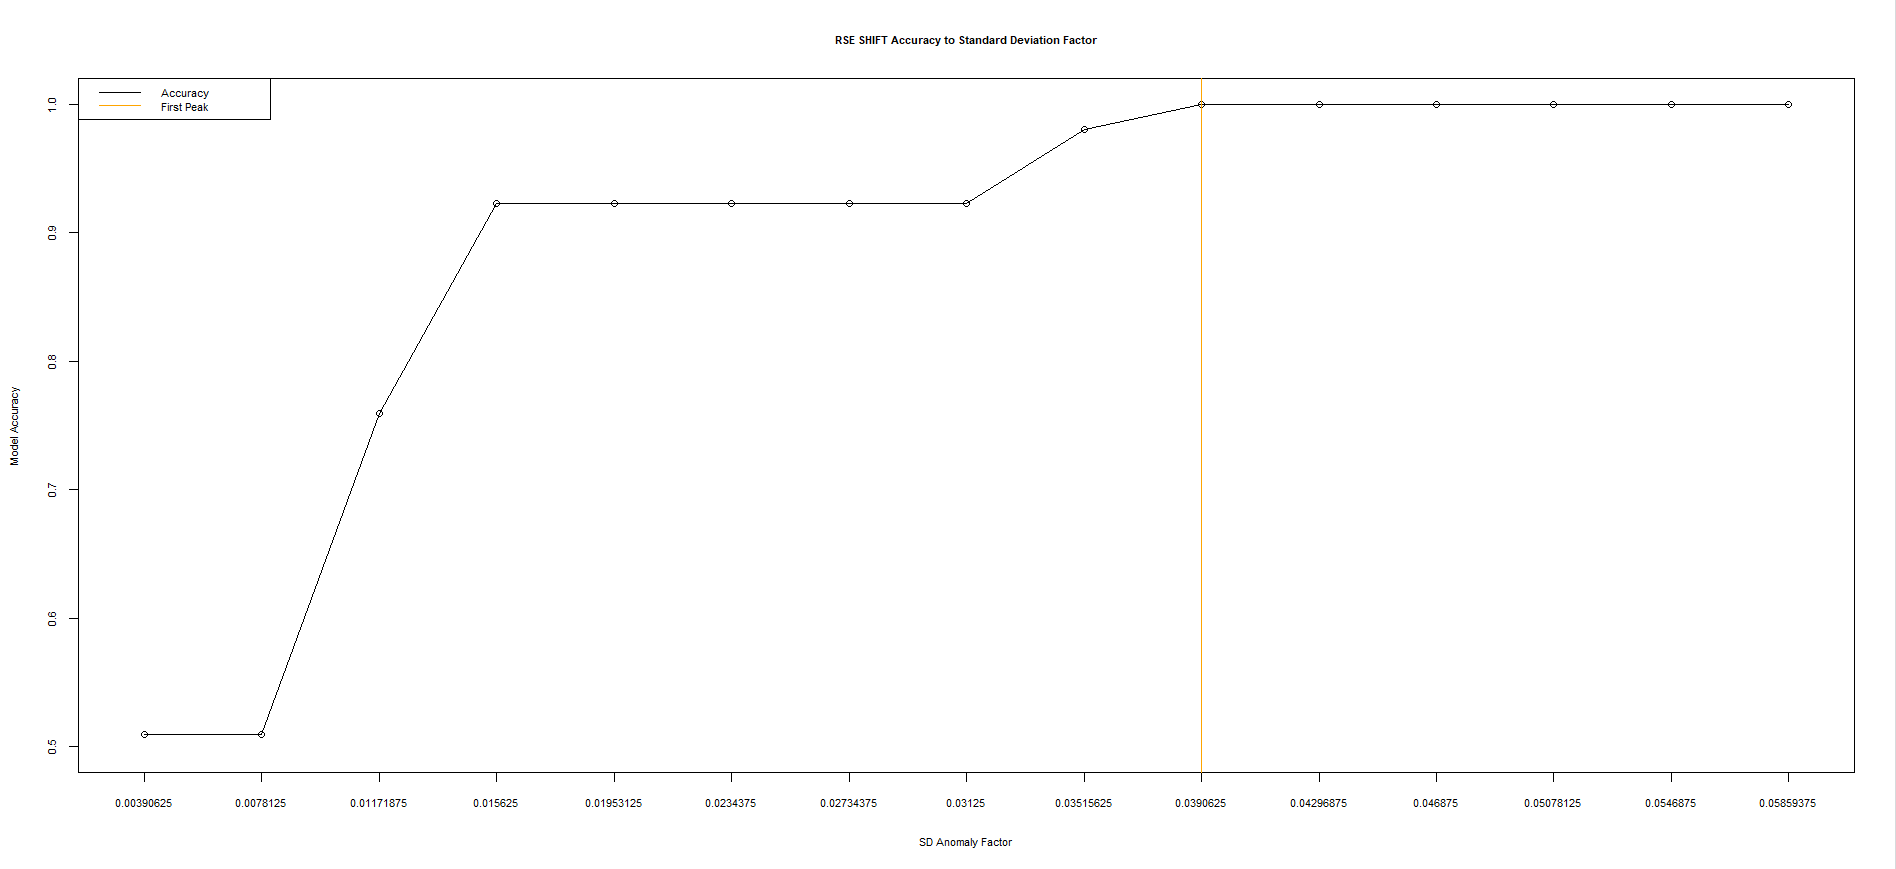 RSE SHIFT Accuracy to Standard Deviation Factor
Accuracy
First Peak
1.0
0.9
0.8
0.7
0.6
0.5
Model Accuracy
0.00390625 0.0078125 0.01171875 0.015625 0.01953125 0.0234375 0.02734375 0.03125 0.03515625 0.0390625 0.04296875 0.046875 0.05078125 0.0546875 0.05859375
SD Anomaly Factor